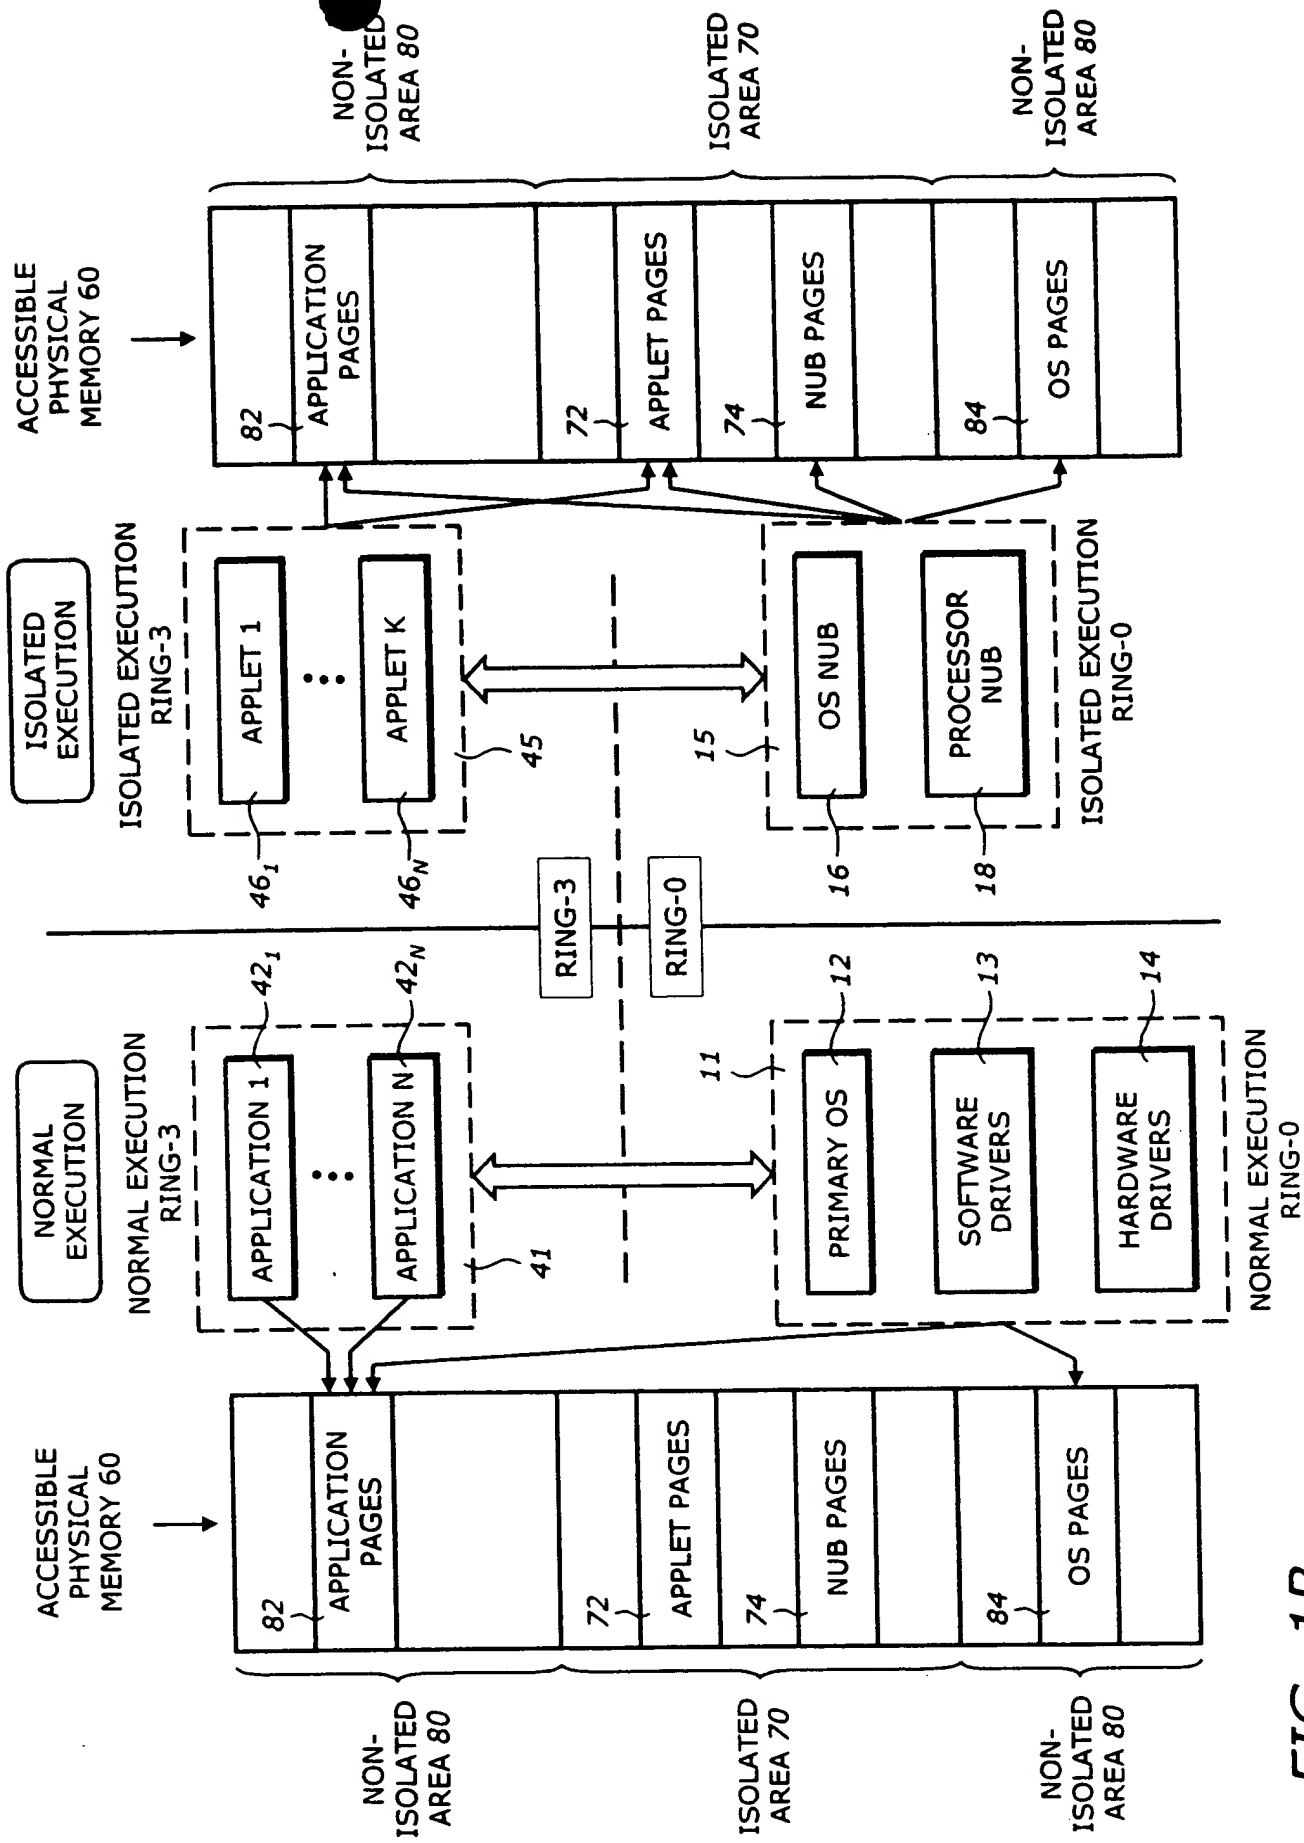 ACCESSIBLE
PHYSICAL
MEMORY 60
NORMAL
EXECUTION
ISOLATED
EXECUTION
ACCESSIBLE
PHYSICAL
MEMORY 60
NON-
ISOLATED
AREA 80
82
APPLICATION
PAGES
ISOLATED
AREA 70
72
APPLET PAGES
74
NUB PAGES
NON-
ISOLATED
AREA 80
84
OS PAGES
NORMAL EXECUTION
RING-3
APPLICATION 1
42₁
APPLICATION N
42N
41
RING-3
RING-0
11
PRIMARY OS
12
SOFTWARE
DRIVERS
13
HARDWARE
DRIVERS
14
NORMAL EXECUTION
RING-0
ISOLATED EXECUTION
RING-3
46₁
APPLET 1
46N
APPLET K
45
15
16
OS NUB
18
PROCESSOR
NUB
ISOLATED EXECUTION
RING-0
82
APPLICATION
PAGES
72
APPLET PAGES
74
NUB PAGES
84
OS PAGES
NON-
ISOLATED
AREA 80
ISOLATED
AREA 70
NON-
ISOLATED
AREA 80
FIG. 1B